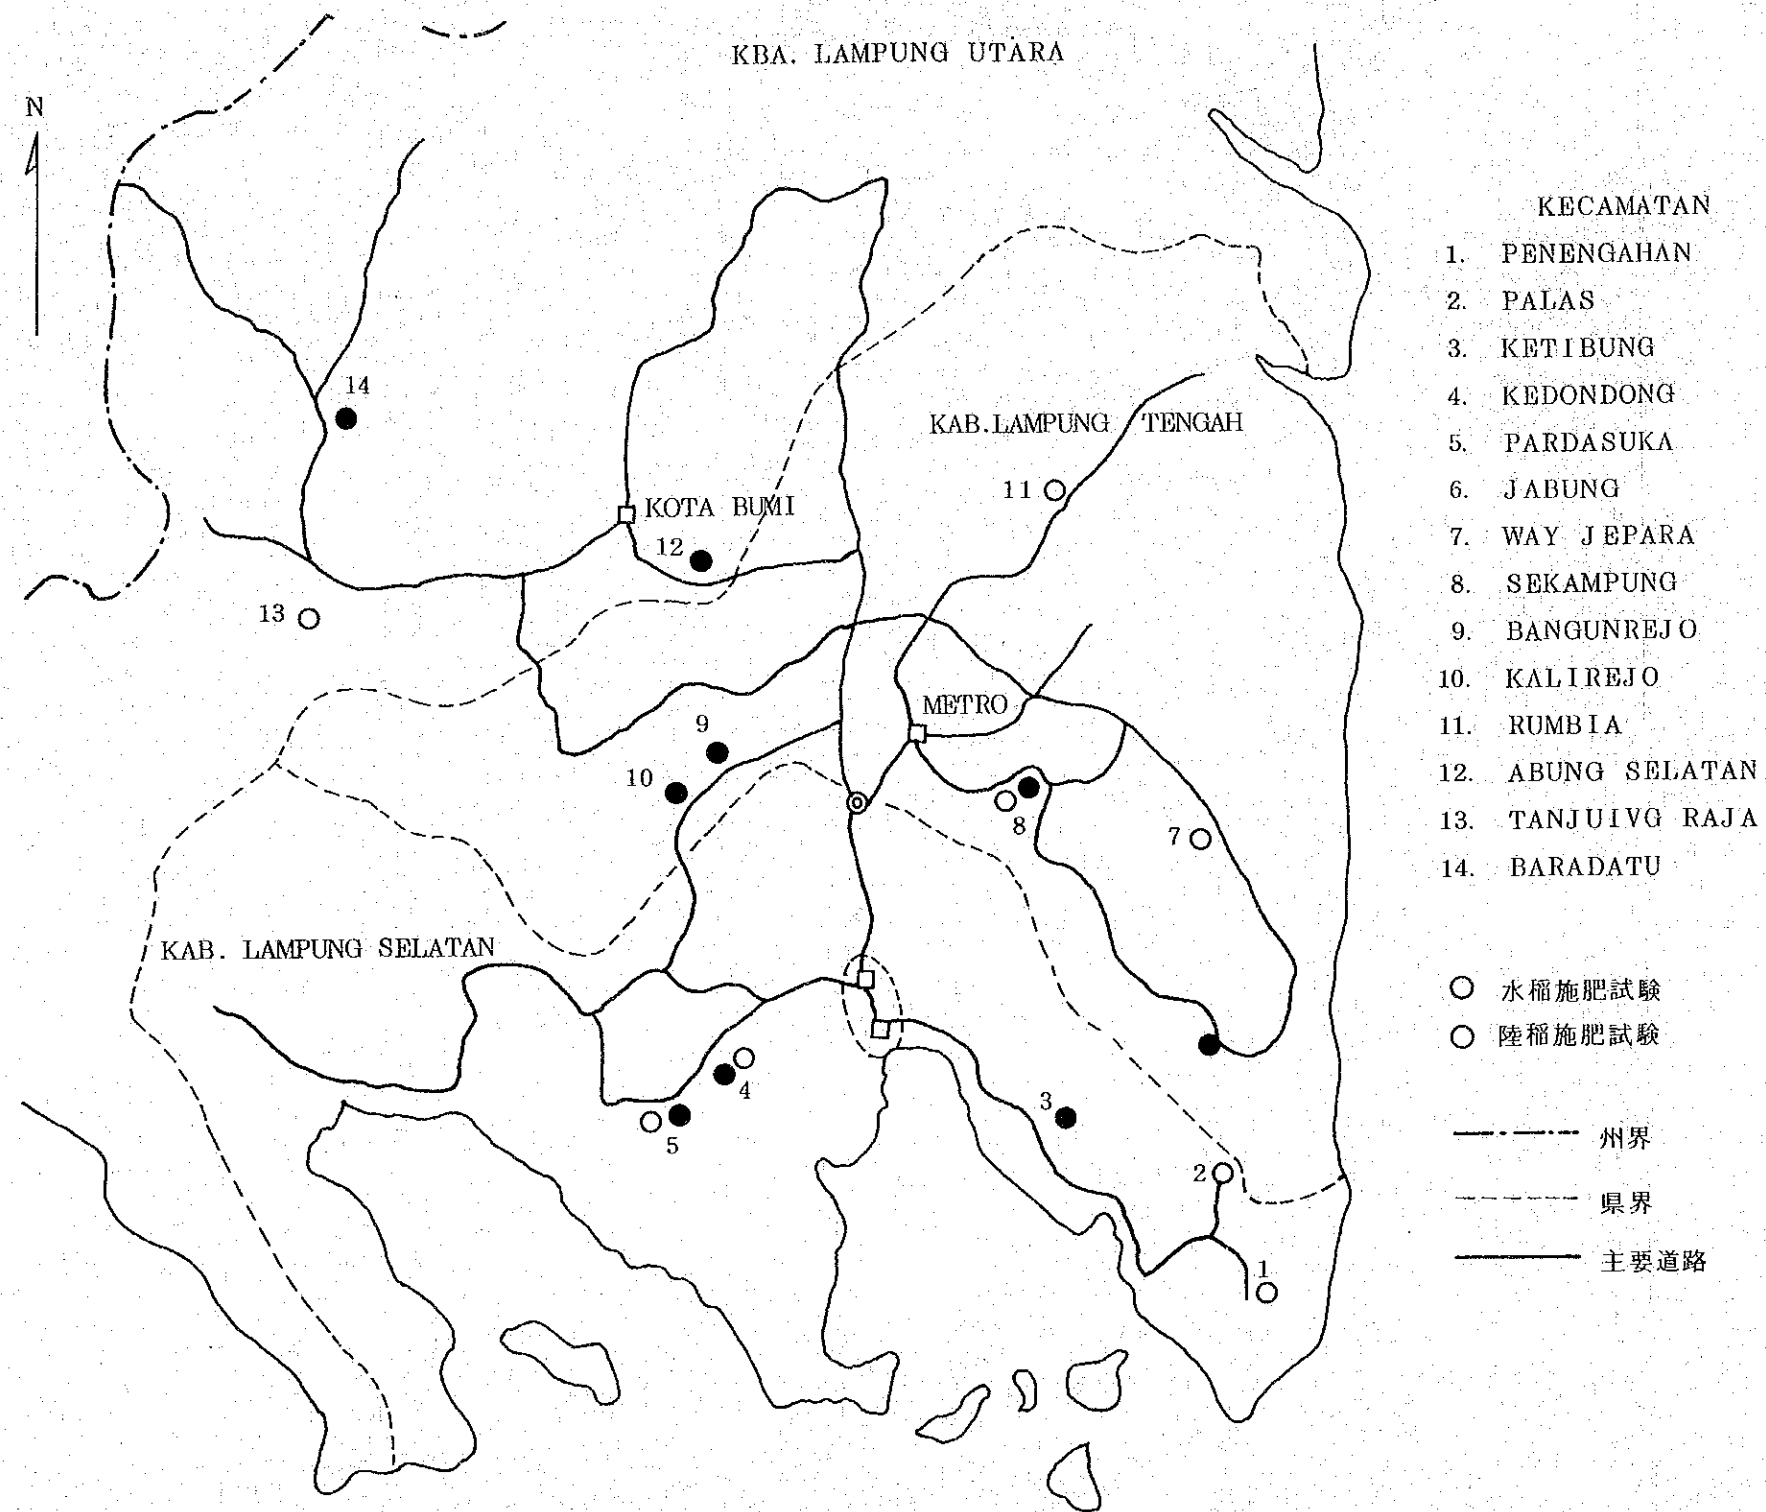 KBA. LAMPUNG UTARA
N
KECAMATAN
1. PENENGAHAN
2. PALAS
3. KETIBUNG
4. KEDONDONG
5. PARDASUKA
6. JABUNG
7. WAY JEPARA
8. SEKAMPUNG
9. BANGUNREJO
10. KALIREJO
11. RUMBIA
12. ABUNG SELATAN
13. TANJUIVG RAJA
14. BARADATU
14
KAB. LAMPUNG TENGAH
11
KOTA BUMI
12
13
METRO
9
10
8
7
KAB. LAMPUNG SELATAN
4
5
3
2
1
水稲施肥試験
陸稲施肥試験
州界
県界
主要道路